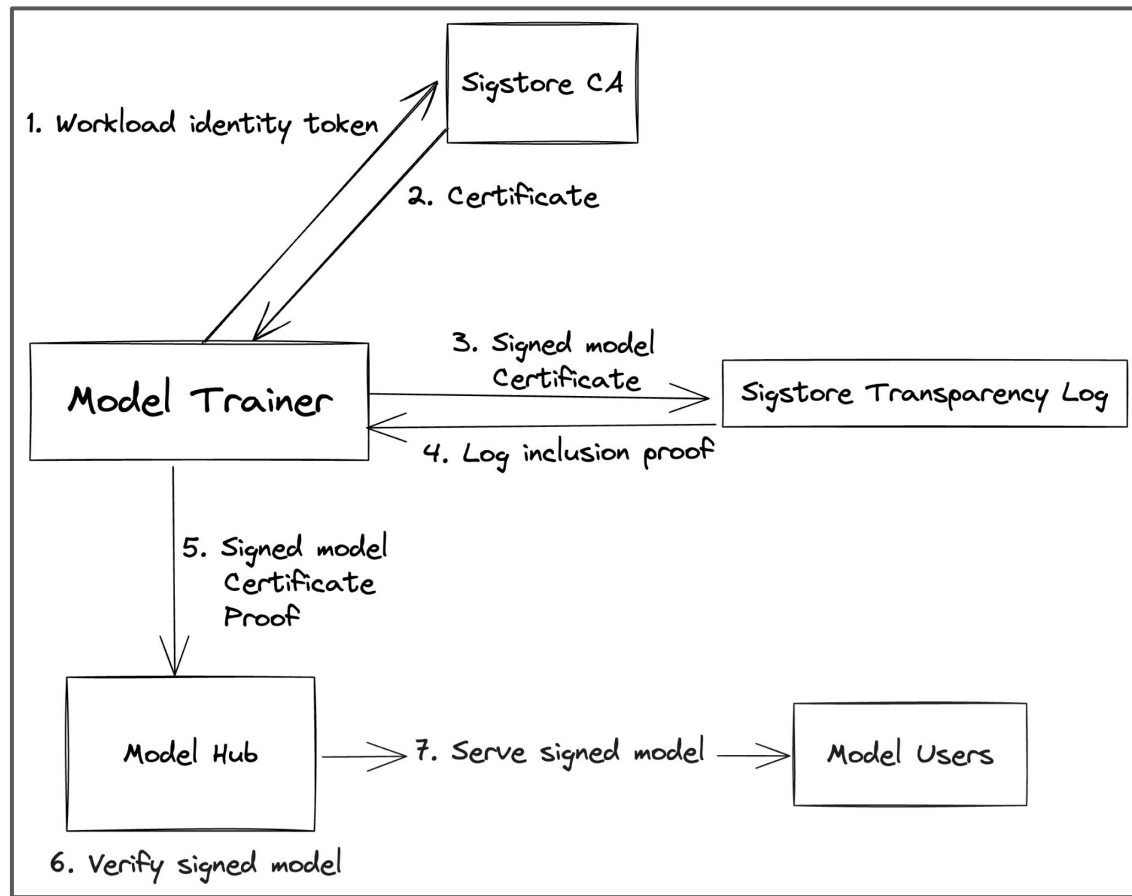 Sigstore CA
1. Workload identity token
2. Certificate
3. Signed model
Certificate
Model Trainer
Sigstore Transparency Log
4. Log inclusion proof
5. Signed model
Certificate
Proof
Model Hub
7. Serve signed model
Model Users
6. Verify signed model